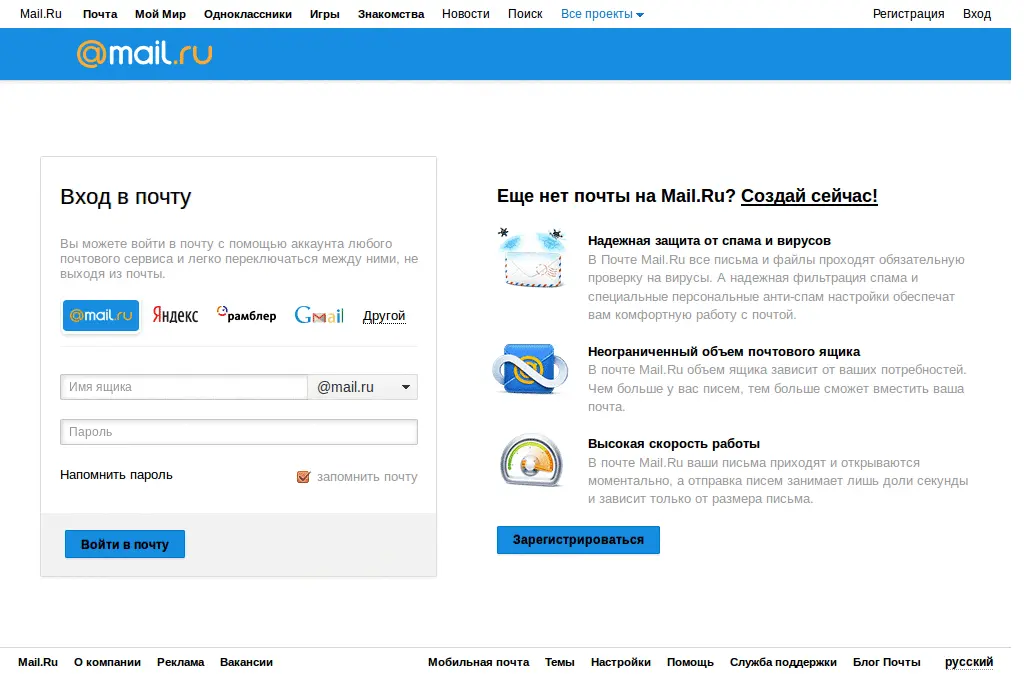 Mail.Ru Почта Мой Мир Одноклассники Игры Знакомства Новости Поиск Все проекты Регистрация Вход
@mail.ru
Вход в почту
Вы можете войти в почту с помощью аккаунта любого
почтового сервиса и легко переключаться между ними, не
выходя из почты.
@mail.ru Яндекс Рамблер Gmail Другой
Имя ящика @mail.ru
Пароль
Напомнить пароль запомнить почту
Войти в почту
Еще нет почты на Mail.Ru? Создай сейчас!
Надежная защита от спама и вирусов
В Почте Mail.Ru все письма и файлы проходят обязательную
проверку на вирусы. А надежная фильтрация спама и
специальные персональные анти-спам настройки обеспечат
вам комфортную работу с почтой.
Неограниченный объем почтового ящика
В почте Mail.Ru объем ящика зависит от ваших потребностей.
Чем больше у вас писем, тем больше сможет вместить ваша
почта.
Высокая скорость работы
В почте Mail.Ru ваши письма приходят и открываются
моментально, а отправка писем занимает лишь доли секунды
и зависит только от размера письма.
Зарегистрироваться
Mail.Ru О компании Реклама Вакансии Мобильная почта Темы Настройки Помощь Служба поддержки Блог Почты русский